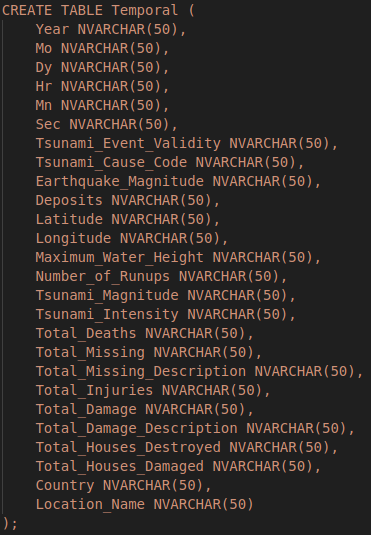 CREATE TABLE Temporal (
    Year NVARCHAR(50),
    Mo NVARCHAR(50),
    Dy NVARCHAR(50),
    Hr NVARCHAR(50),
    Mn NVARCHAR(50),
    Sec NVARCHAR(50),
    Tsunami_Event_Validity NVARCHAR(50),
    Tsunami_Cause_Code NVARCHAR(50),
    Earthquake_Magnitude NVARCHAR(50),
    Deposits NVARCHAR(50),
    Latitude NVARCHAR(50),
    Longitude NVARCHAR(50),
    Maximum_Water_Height NVARCHAR(50),
    Number_of_Runups NVARCHAR(50),
    Tsunami_Magnitude NVARCHAR(50),
    Tsunami_Intensity NVARCHAR(50),
    Total_Deaths NVARCHAR(50),
    Total_Missing NVARCHAR(50),
    Total_Missing_Description NVARCHAR(50),
    Total_Injuries NVARCHAR(50),
    Total_Damage NVARCHAR(50),
    Total_Damage_Description NVARCHAR(50),
    Total_Houses_Destroyed NVARCHAR(50),
    Total_Houses_Damaged NVARCHAR(50),
    Country NVARCHAR(50),
    Location_Name NVARCHAR(50)
);